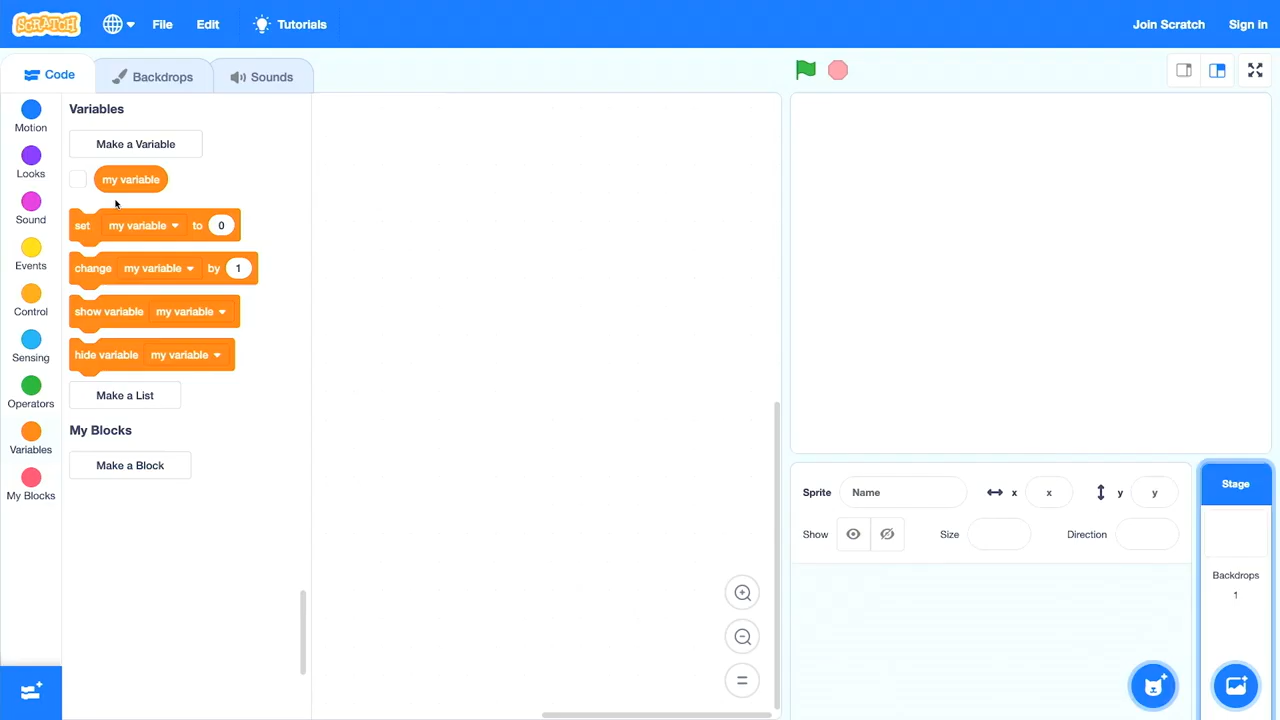 SCRATCH File Edit Tutorials Join Scratch Sign in
Code Backdrops Sounds
Motion
Looks
Sound
Events
Control
Sensing
Operators
Variables
My Blocks
Variables
Make a Variable
my variable
set my variable to 0
change my variable by 1
show variable my variable
hide variable my variable
Make a List
My Blocks
Make a Block
Sprite Name x x y y
Show Size Direction
Stage
Backdrops
1